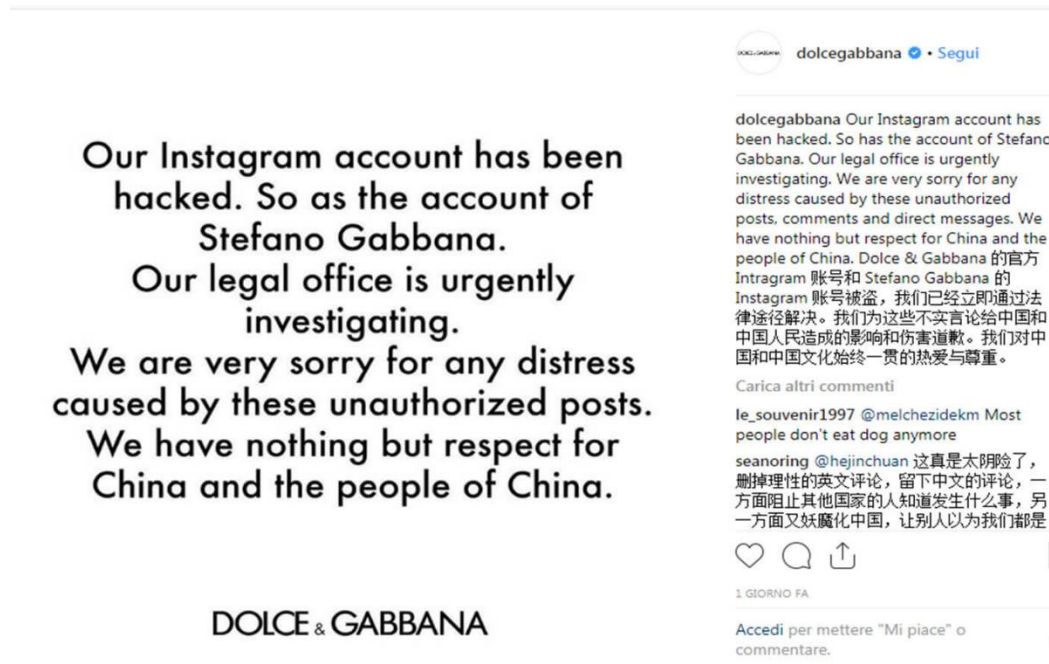 Our Instagram account has been
hacked. So as the account of
Stefano Gabbana.
Our legal office is urgently
investigating.
We are very sorry for any distress
caused by these unauthorized posts.
We have nothing but respect for
China and the people of China.
DOLCE & GABBANA
DOLCE & GABBANA
dolcegabbana • Segui
dolcegabbana Our Instagram account has
been hacked. So has the account of Stefano
Gabbana. Our legal office is urgently
investigating. We are very sorry for any
distress caused by these unauthorized
posts, comments and direct messages. We
have nothing but respect for China and the
people of China. Dolce & Gabbana 的官方
Intragram 账号和 Stefano Gabbana 的
Instagram 账号被盗，我们已经立即通过法
律途径解决。我们为这些不实言论给中国和
中国人民造成的影响和伤害道歉。我们对中
国和中国文化始终一贯的热爱与尊重。
Carica altri commenti
le_souvenir1997 @melchezidekm Most
people don't eat dog anymore
seanoring @hejinchuan 这真是太阴险了，
删掉理性的英文评论，留下中文的评论，一
方面阻止其他国家的人知道发生什么事，另
一方面又妖魔化中国，让别人以为我们都是
1 GIORNO FA
Accedi per mettere "Mi piace" o
commentare.